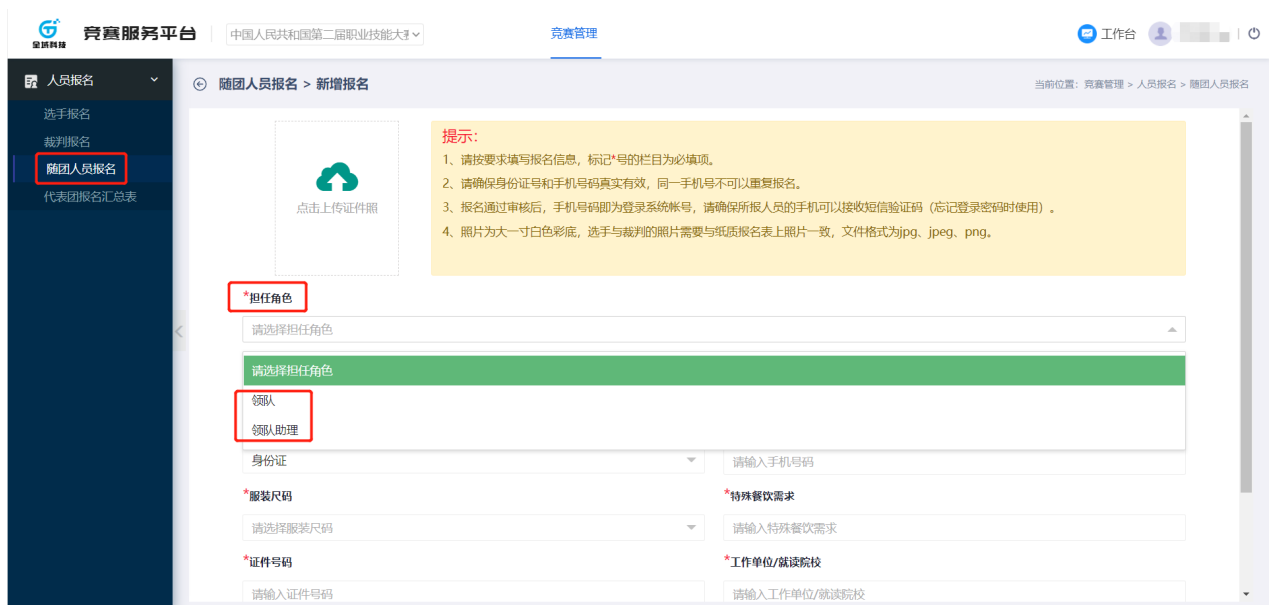 全域科技
竞赛服务平台
中国人民共和国第二届职业技能大
竞赛管理
工作台
人员报名
选手报名
裁判报名
随团人员报名
代表团报名汇总表
随团人员报名 > 新增报名
当前位置：竞赛管理 > 人员报名 > 随团人员报名
点击上传证件照
提示：
1、请按要求填写报名信息，标记*号的栏目为必填项。
2、请确保身份证号和手机号码真实有效，同一手机号不可以重复报名。
3、报名通过审核后，手机号码即为登录系统帐号，请确保所报人员的手机可以接收短信验证码（忘记登录密码时使用）。
4、照片为大一寸白色彩底，选手与裁判的照片需要与纸质报名表上照片一致，文件格式为jpg、jpeg、png。
*担任角色
请选择担任角色
请选择担任角色
领队
领队助理
身份证
请输入手机号码
*服装尺码
*特殊餐饮需求
请选择服装尺码
请输入特殊餐饮需求
*证件号码
*工作单位/就读院校
请输入证件号码
请输入工作单位/就读院校